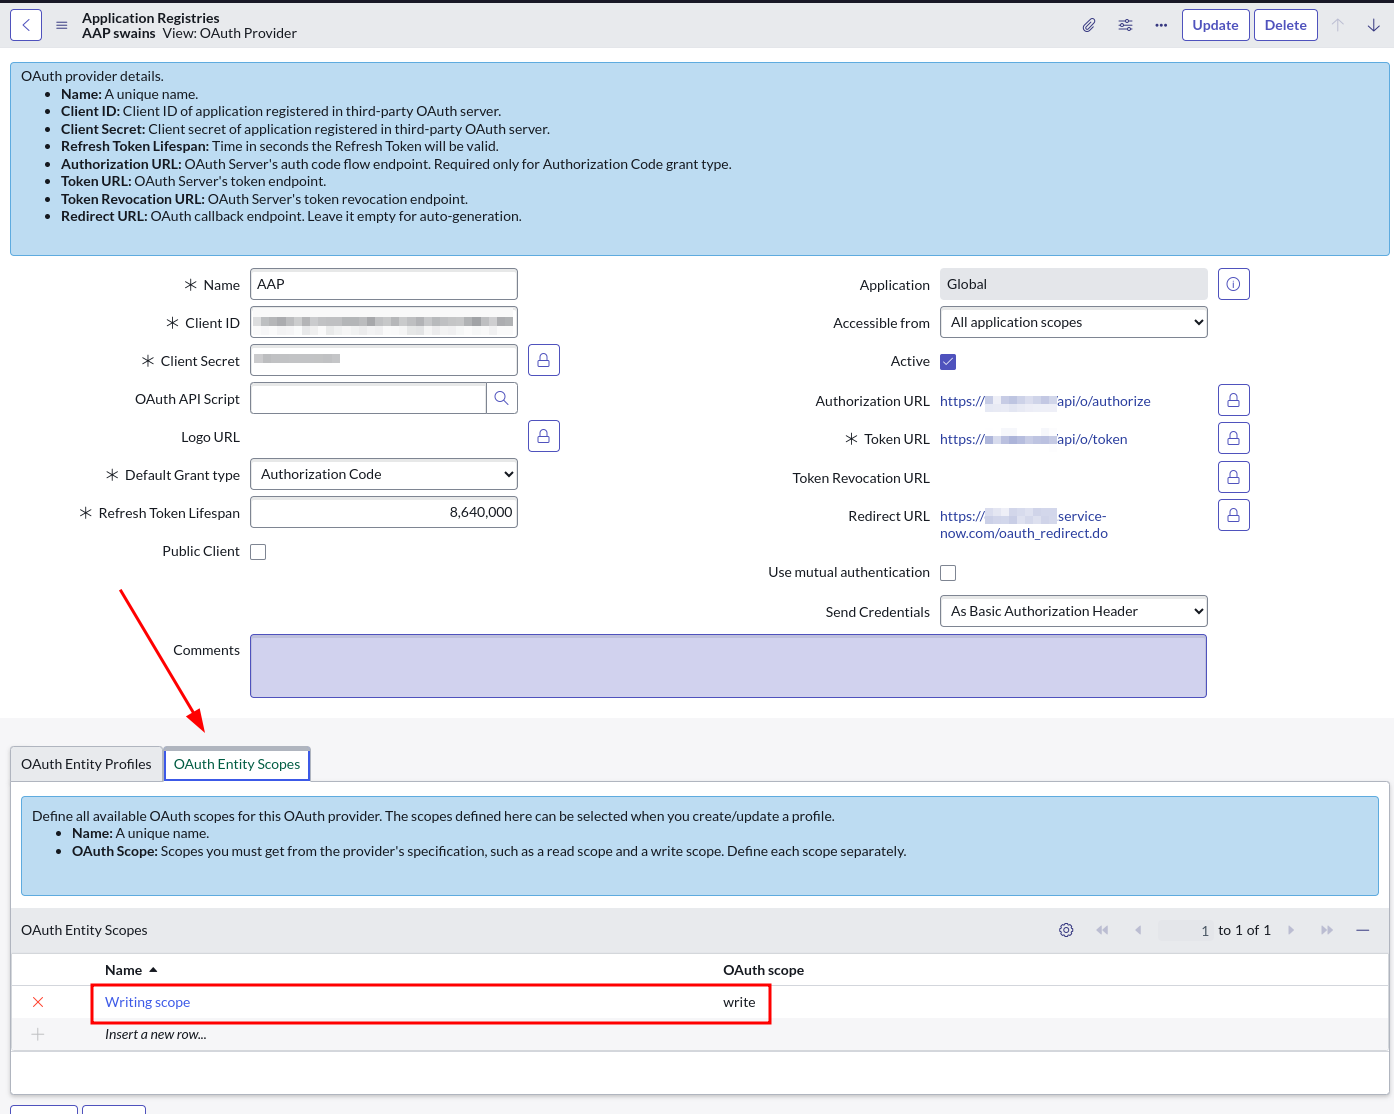 Application Registries
AAP swains View: OAuth Provider
Update
Delete
OAuth provider details.
Name: A unique name.
Client ID: Client ID of application registered in third-party OAuth server.
Client Secret: Client secret of application registered in third-party OAuth server.
Refresh Token Lifespan: Time in seconds the Refresh Token will be valid.
Authorization URL: OAuth Server's auth code flow endpoint. Required only for Authorization Code grant type.
Token URL: OAuth Server's token endpoint.
Token Revocation URL: OAuth Server's token revocation endpoint.
Redirect URL: OAuth callback endpoint. Leave it empty for auto-generation.
Name AAP
Client ID
Client Secret
OAuth API Script
Logo URL
Default Grant type Authorization Code
Refresh Token Lifespan 8,640,000
Public Client
Application Global
Accessible from All application scopes
Active
Authorization URL https:// api/o/authorize
Token URL https:// api/o/token
Token Revocation URL
Redirect URL https:// service-
now.com/oauth_redirect.do
Use mutual authentication
Send Credentials As Basic Authorization Header
Comments
OAuth Entity Profiles
OAuth Entity Scopes
Define all available OAuth scopes for this OAuth provider. The scopes defined here can be selected when you create/update a profile.
Name: A unique name.
OAuth Scope: Scopes you must get from the provider's specification, such as a read scope and a write scope. Define each scope separately.
OAuth Entity Scopes
1 to 1 of 1
Name OAuth scope
Writing scope write
Insert a new row...